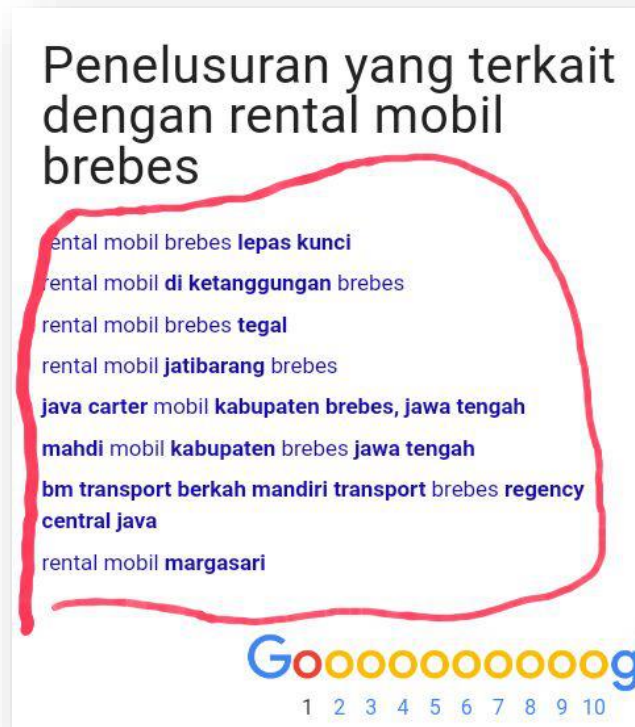 Penelusuran yang terkait
dengan rental mobil
brebes
rental mobil brebes lepas kunci
rental mobil di ketanggungan brebes
rental mobil brebes tegal
rental mobil jatibarang brebes
java carter mobil kabupaten brebes, jawa tengah
mahdi mobil kabupaten brebes jawa tengah
bm transport berkah mandiri transport brebes regency
central java
rental mobil margasari
Goooooooooog
1 2 3 4 5 6 7 8 9 10